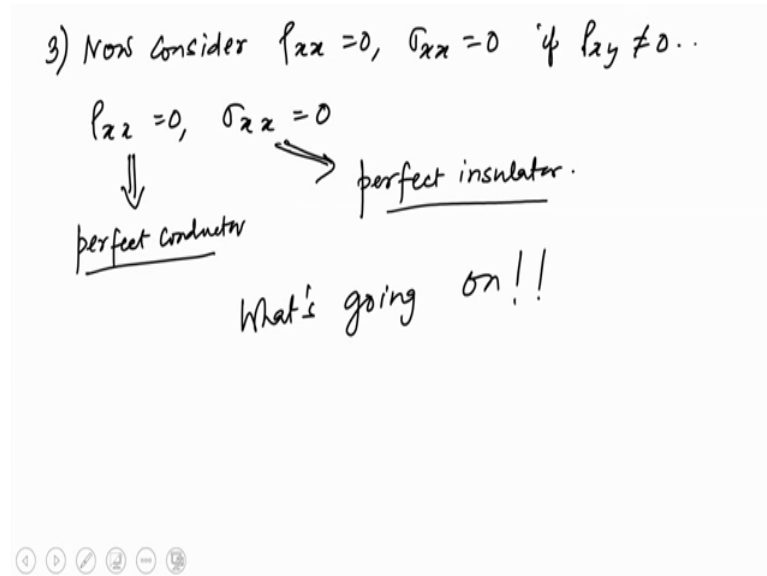 3) Now Consider ρxx =0, σxx =0 if ρxy ≠0..
ρxx =0, σxx =0
perfect insulator.
perfect conductor
What's going on!!